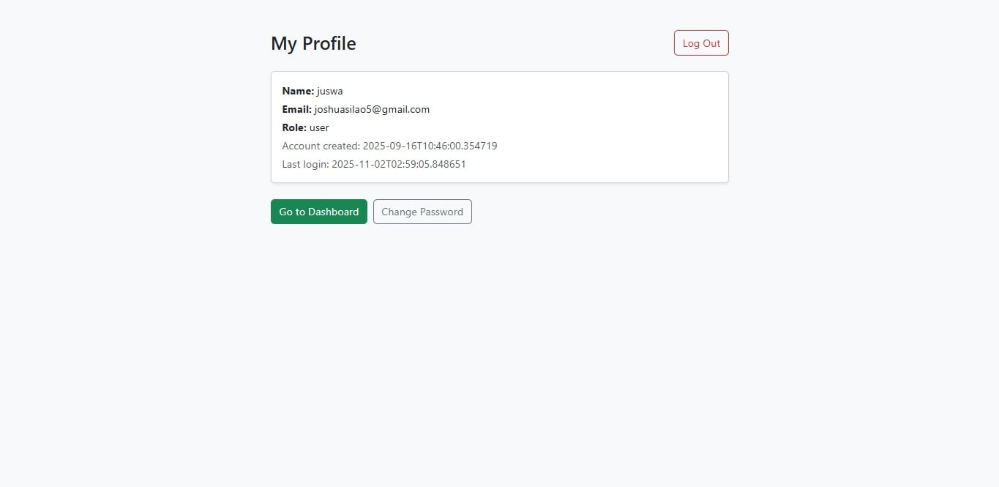 My Profile
Log Out
Name: juswa
Email: joshuasilao5@gmail.com
Role: user
Account created: 2025-09-16T10:46:00.354719
Last login: 2025-11-02T02:59:05.848651
Go to Dashboard
Change Password